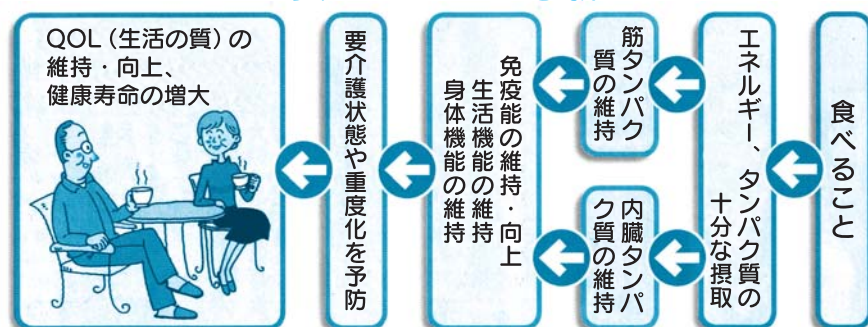 食べること
エネルギー、タンパク質の
十分な摂取
筋タンパク
質の維持
内臓タンパ
ク質の維持
免疫能の維持・向上
生活機能の維持
身体機能の維持
要介護状態や重度化を予防
QOL(生活の質)の
維持・向上、
健康寿命の増大